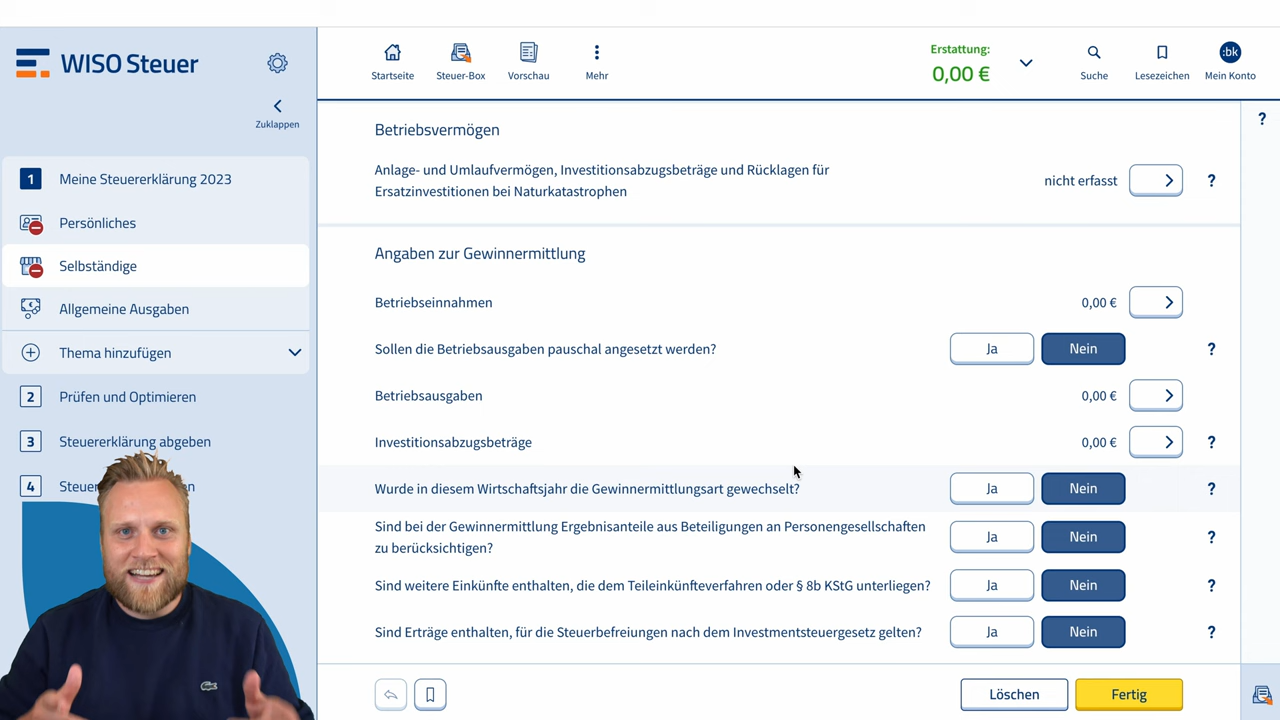 WISO Steuer
Zuklappen
1 Meine Steuererklärung 2023
Persönliches
Selbständige
Allgemeine Ausgaben
Thema hinzufügen
2 Prüfen und Optimieren
3 Steuererklärung abgeben
4 Steuer
Startseite
Steuer-Box
Vorschau
Mehr
Erstattung:
0,00 €
Suche
Lesezeichen
:bk
Mein Konto
?
Betriebsvermögen
Anlage- und Umlaufvermögen, Investitionsabzugsbeträge und Rücklagen für
Ersatzinvestitionen bei Naturkatastrophen
nicht erfasst > ?
Angaben zur Gewinnermittlung
Betriebseinnahmen 0,00 € >
Sollen die Betriebsausgaben pauschal angesetzt werden? Ja Nein ?
Betriebsausgaben 0,00 € >
Investitionsabzugsbeträge 0,00 € > ?
Wurde in diesem Wirtschaftsjahr die Gewinnermittlungsart gewechselt? Ja Nein ?
Sind bei der Gewinnermittlung Ergebnisanteile aus Beteiligungen an Personengesellschaften
zu berücksichtigen?
Ja Nein ?
Sind weitere Einkünfte enthalten, die dem Teileinkünfteverfahren oder § 8b KStG unterliegen? Ja Nein ?
Sind Erträge enthalten, für die Steuerbefreiungen nach dem Investmentsteuergesetz gelten? Ja Nein ?
Löschen
Fertig